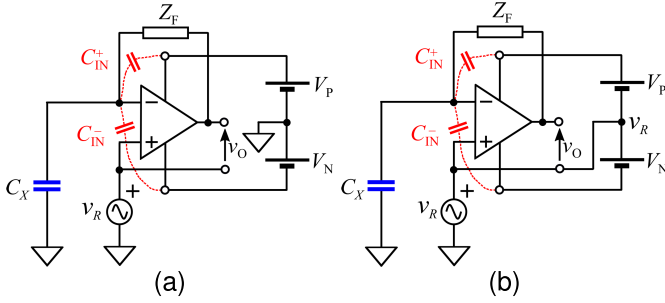 Z_F
C_IN^+
V_P
−
C_IN^-
+
v_O
V_N
C_X
+
v_R
(a)
Z_F
C_IN^+
V_P
−
v_R
C_IN^-
+
v_O
V_N
C_X
+
v_R
(b)